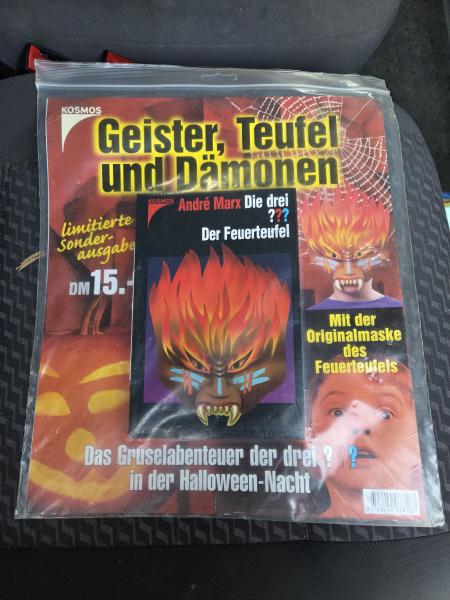 KOSMOS
Geister, Teufel
und Dämonen
limitierte
Sonder-
ausgabe
DM 15.-
KOSMOS
André Marx Die drei
???
Der Feuerteufel
Mit der
Originalmaske
des
Feuerteufels
Das Gruselabenteuer der drei ? ?
in der Halloween-Nacht